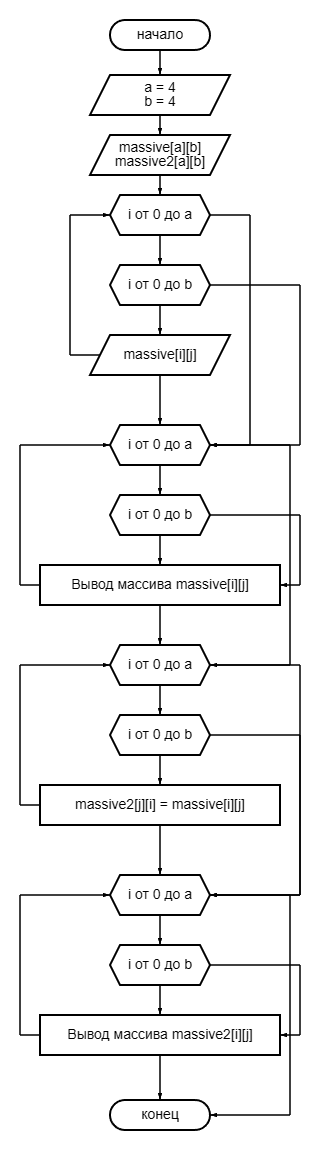 начало
a = 4
b = 4
massive[a][b]
massive2[a][b]
i от 0 до a
i от 0 до b
massive[i][j]
i от 0 до a
i от 0 до b
Вывод массива massive[i][j]
i от 0 до a
i от 0 до b
massive2[j][i] = massive[i][j]
i от 0 до a
i от 0 до b
Вывод массива massive2[i][j]
конец